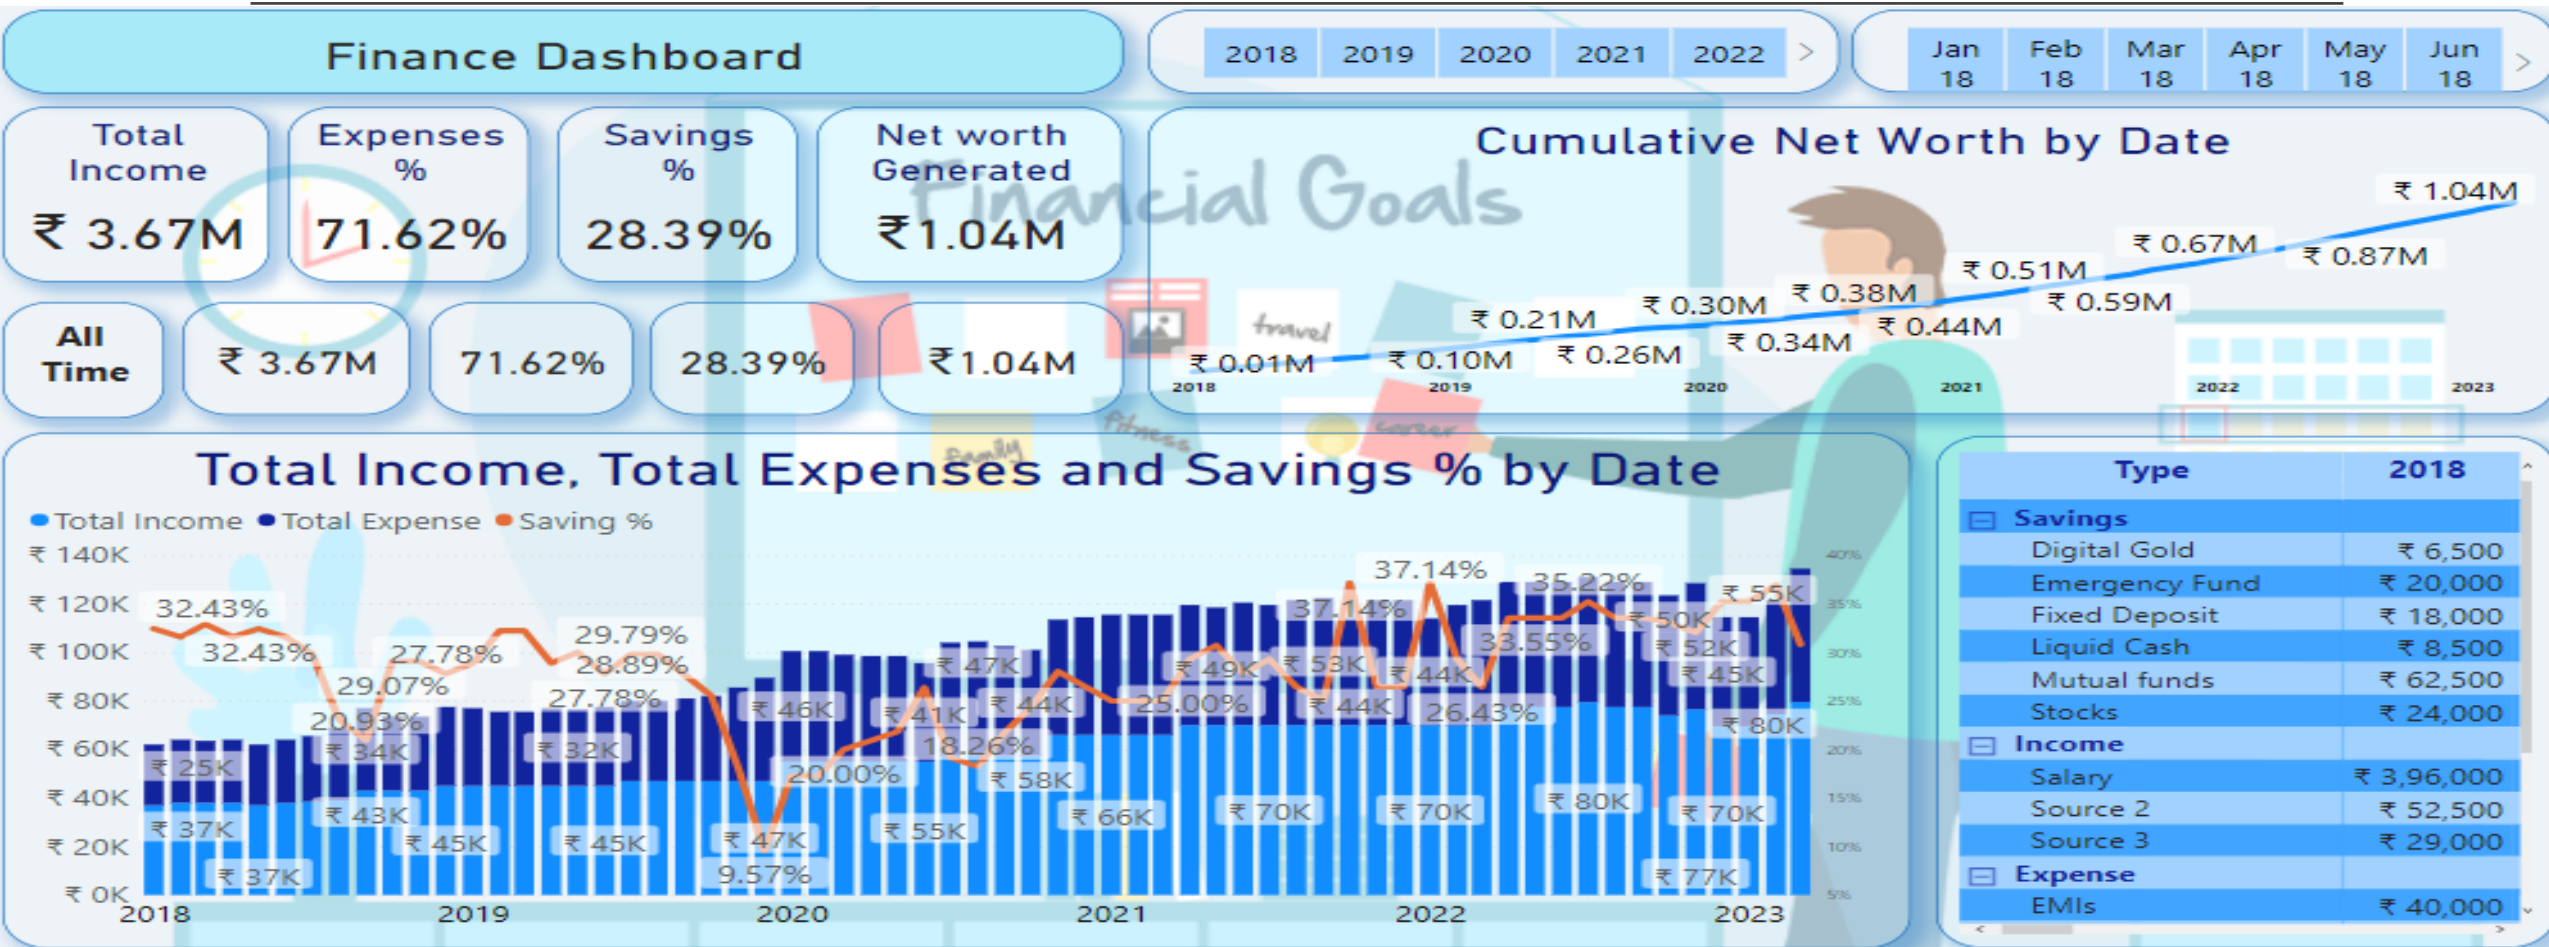 Finance Dashboard
2018 2019 2020 2021 2022 >
Jan 18 Feb 18 Mar 18 Apr 18 May 18 Jun 18 >
Total Income
₹ 3.67M
Expenses %
71.62%
Savings %
28.39%
Net worth Generated
₹1.04M
All Time
₹ 3.67M
71.62%
28.39%
₹1.04M
Financial Goals
travel
family
fitness
career
Cumulative Net Worth by Date
₹ 0.01M
₹ 0.10M
₹ 0.21M
₹ 0.26M
₹ 0.30M
₹ 0.34M
₹ 0.38M
₹ 0.44M
₹ 0.51M
₹ 0.59M
₹ 0.67M
₹ 0.87M
₹ 1.04M
2018 2019 2020 2021 2022 2023
Total Income, Total Expenses and Savings % by Date
Total Income Total Expense Saving %
₹ 140K
₹ 120K
₹ 100K
₹ 80K
₹ 60K
₹ 40K
₹ 20K
₹ 0K
40%
35%
30%
25%
20%
15%
10%
5%
32.43%
32.43%
20.93%
29.07%
27.78%
27.78%
29.79%
28.89%
9.57%
20.00%
18.26%
25.00%
37.14%
37.14%
26.43%
33.55%
35.22%
₹ 25K
₹ 34K
₹ 32K
₹ 46K
₹ 41K
₹ 47K
₹ 44K
₹ 49K
₹ 53K
₹ 44K
₹ 44K
₹ 50K
₹ 52K
₹ 45K
₹ 55K
₹ 37K
₹ 37K
₹ 43K
₹ 45K
₹ 45K
₹ 47K
₹ 55K
₹ 58K
₹ 66K
₹ 70K
₹ 70K
₹ 80K
₹ 77K
₹ 70K
₹ 80K
2018 2019 2020 2021 2022 2023
Type 2018
Savings
Digital Gold ₹ 6,500
Emergency Fund ₹ 20,000
Fixed Deposit ₹ 18,000
Liquid Cash ₹ 8,500
Mutual funds ₹ 62,500
Stocks ₹ 24,000
Income
Salary ₹ 3,96,000
Source 2 ₹ 52,500
Source 3 ₹ 29,000
Expense
EMIs ₹ 40,000